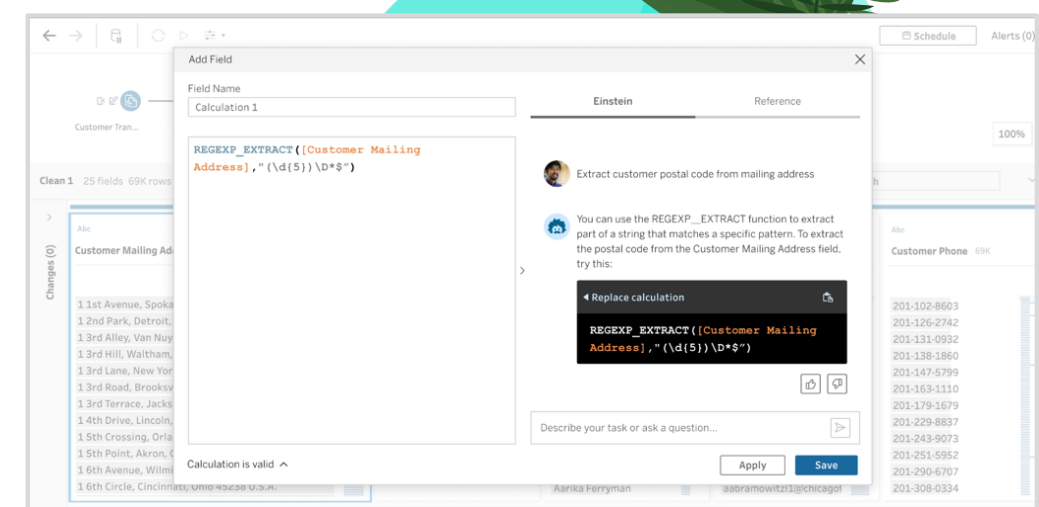 Schedule
Alerts (0)
Add Field
Field Name
Calculation 1
Einstein
Reference
Customer Tran...
100%
REGEXP_EXTRACT([Customer Mailing
Address],"(\d{5})\D*$")
Extract customer postal code from mailing address
Clean 1 25 fields 69K rows
You can use the REGEXP__EXTRACT function to extract
part of a string that matches a specific pattern. To extract
the postal code from the Customer Mailing Address field,
try this:
Replace calculation
REGEXP_EXTRACT([Customer Mailing
Address],"(\d{5})\D*$")
Describe your task or ask a question...
Calculation is valid
Apply
Save
Changes (0)
Abc
Customer Mailing Ad
1 1st Avenue, Spoka
1 2nd Park, Detroit,
1 3rd Alley, Van Nuy
1 3rd Hill, Waltham,
1 3rd Lane, New Yor
1 3rd Road, Brooksv
1 3rd Terrace, Jacks
1 4th Drive, Lincoln,
1 5th Crossing, Orla
1 5th Point, Akron,
1 6th Avenue, Wilmi
1 6th Circle, Cincinnati, Ohio 45238 U.S.A.
Aarika Ferryman
aabramowitzl1@chicagot
Abc
Customer Phone 69K
201-102-8603
201-126-2742
201-131-0932
201-138-1860
201-147-5799
201-163-1110
201-179-1679
201-229-8837
201-243-9073
201-251-5952
201-290-6707
201-308-0334